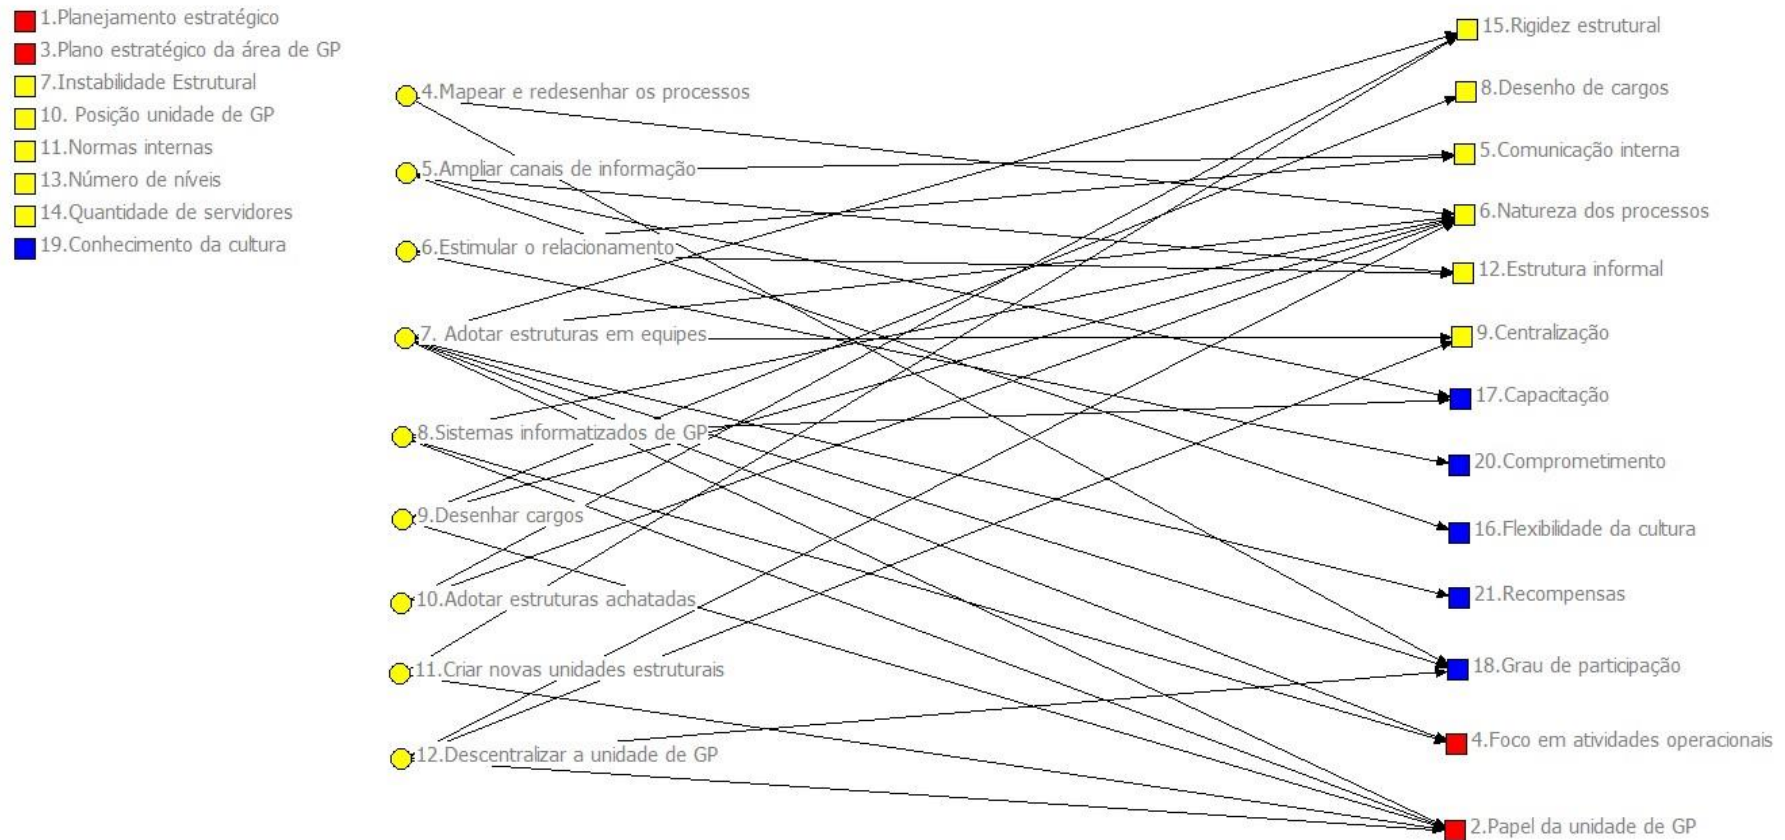 1.Planejamento estratégico
3.Plano estratégico da área de GP
7.Instabilidade Estrutural
10. Posição unidade de GP
11.Normas internas
13.Número de níveis
14.Quantidade de servidores
19.Conhecimento da cultura
4.Mapear e redesenhar os processos
5.Ampliar canais de informação
6.Estimular o relacionamento
7. Adotar estruturas em equipes
8.Sistemas informatizados de GP
9.Desenhar cargos
10.Adotar estruturas achatadas
11.Criar novas unidades estruturais
12.Descentralizar a unidade de GP
15.Rigidez estrutural
8.Desenho de cargos
5.Comunicação interna
6.Natureza dos processos
12.Estrutura informal
9.Centralização
17.Capacitação
20.Comprometimento
16.Flexibilidade da cultura
21.Recompensas
18.Grau de participação
4.Foco em atividades operacionais
2.Papel da unidade de GP